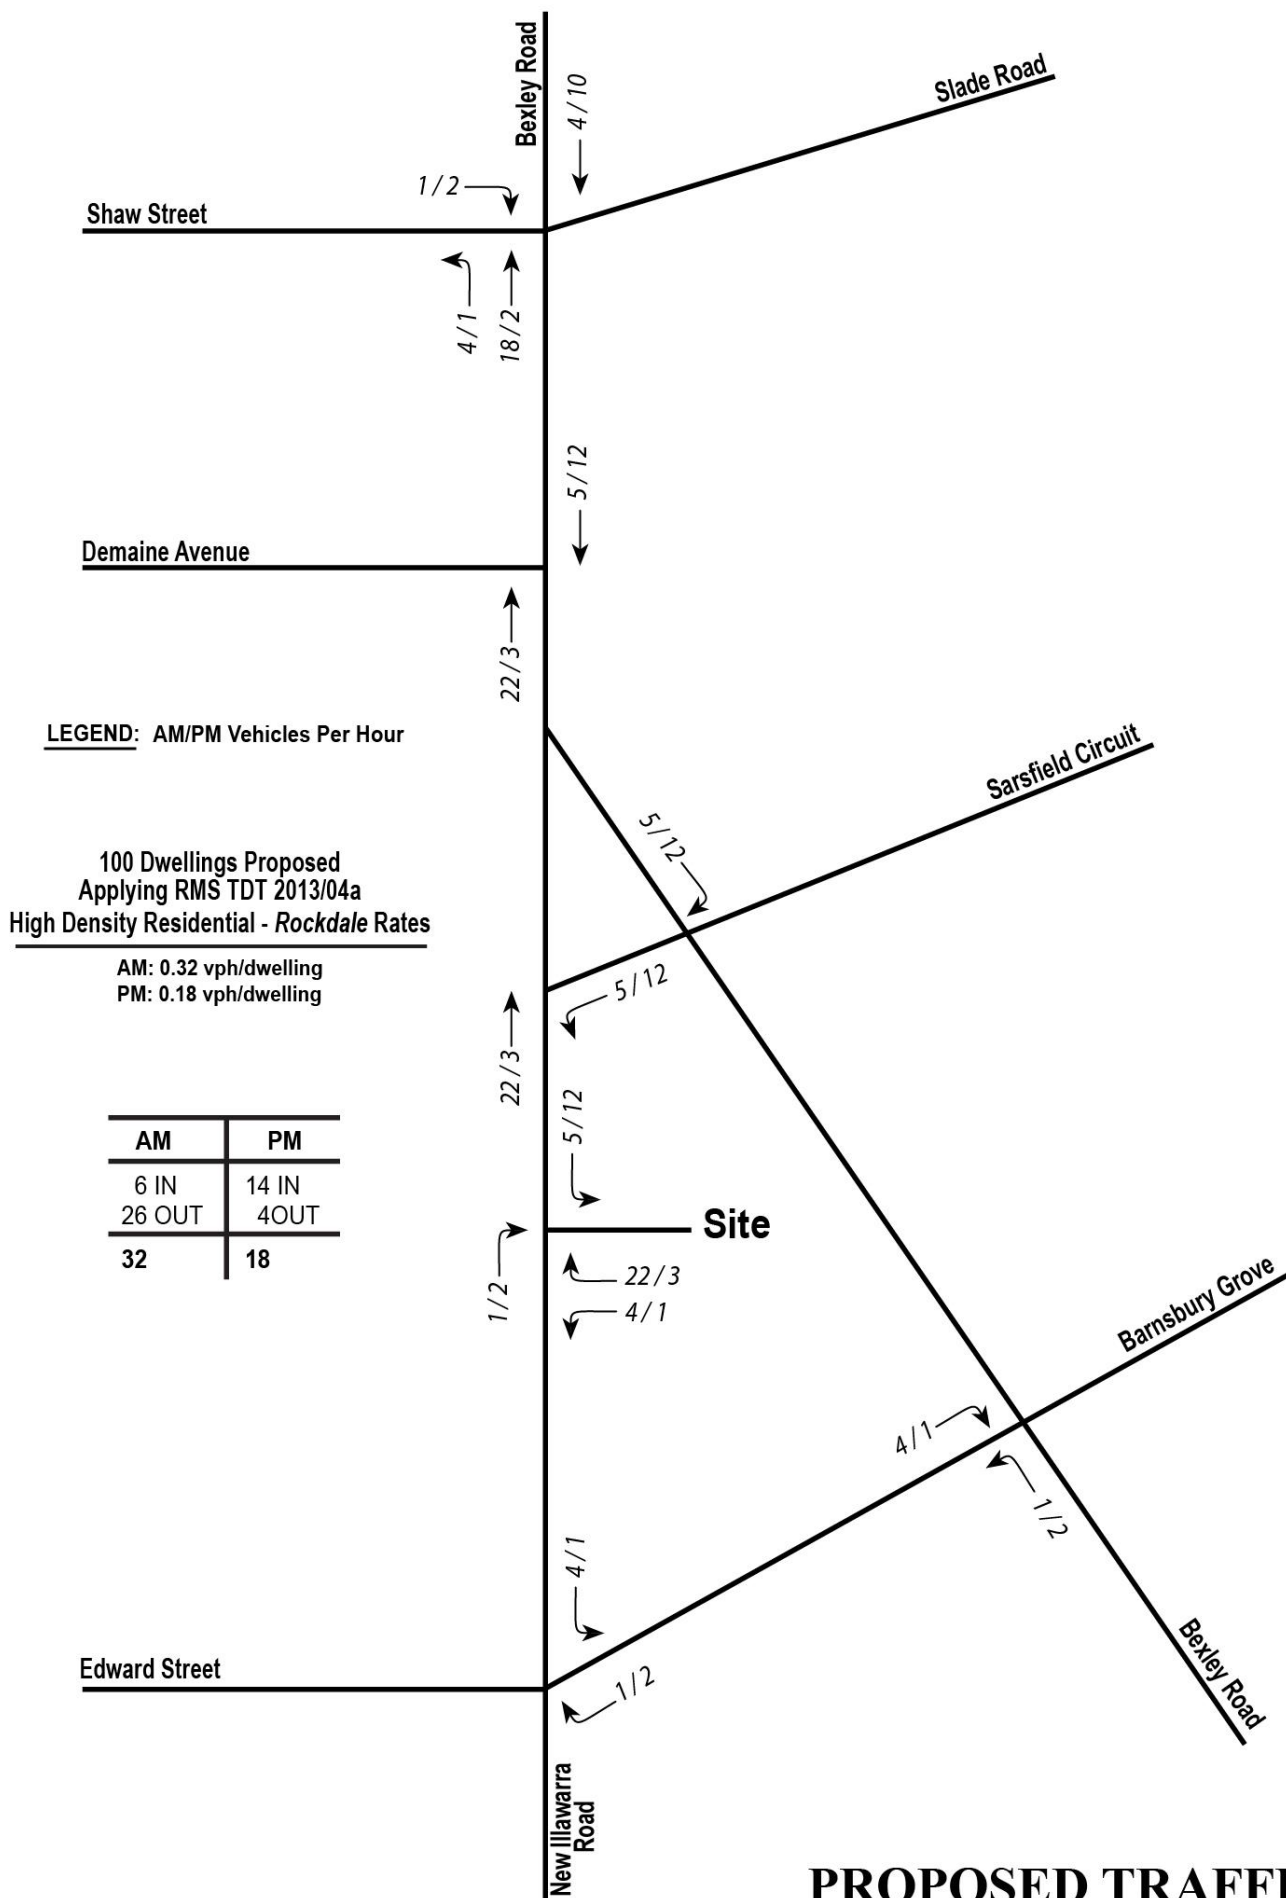 Bexley Road
4/10
Slade Road
1/2
Shaw Street
4/1
18/2
5/12
Demaine Avenue
22/3
LEGEND: AM/PM Vehicles Per Hour
Sarsfield Circuit
5/12
100 Dwellings Proposed
Applying RMS TDT 2013/04a
High Density Residential - Rockdale Rates
AM: 0.32 vph/dwelling
PM: 0.18 vph/dwelling
5/12
22/3
5/12
AM PM
6 IN 14 IN
26 OUT 4OUT
32 18
Site
1/2
22/3
4/1
Barnsbury Grove
4/1
1/2
4/1
Edward Street
1/2
Bexley Road
New Illawarra
Road
PROPOSED TRAFFI